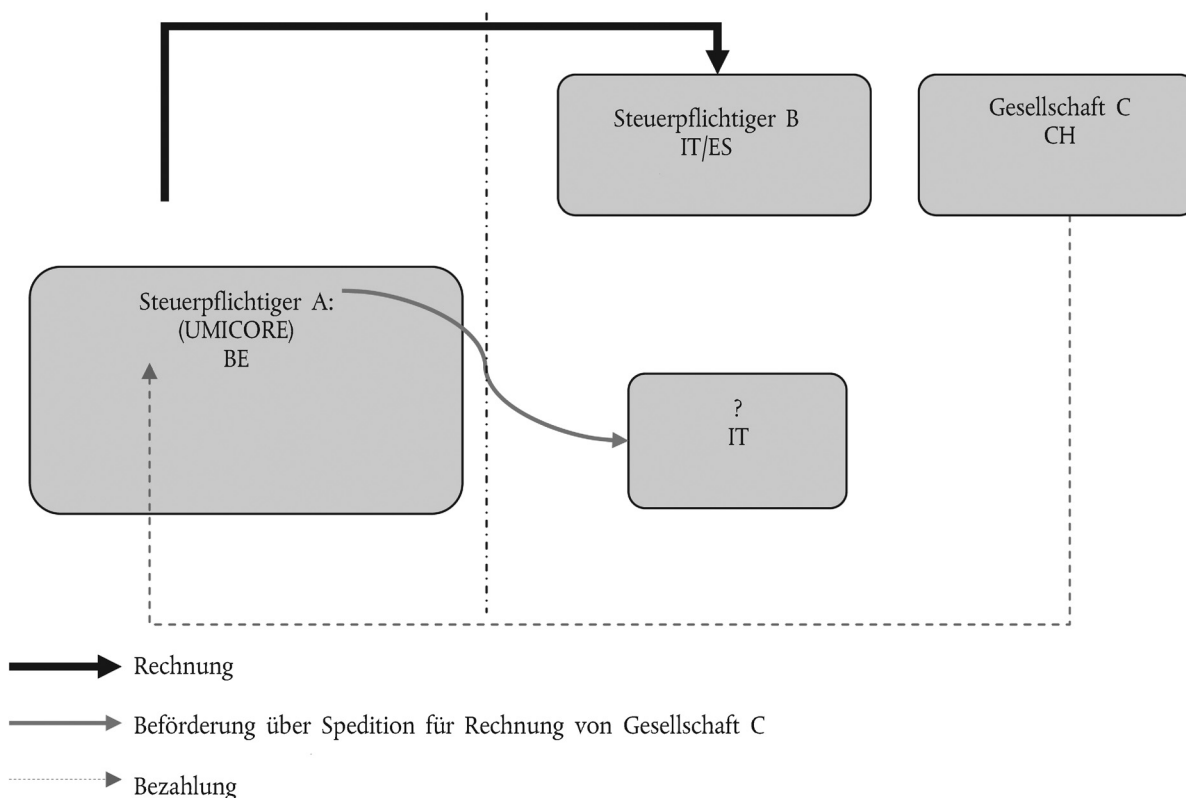 Steuerpflichtiger B
IT/ES
Gesellschaft C
CH
Steuerpflichtiger A:
(UMICORE)
BE
?
IT
Rechnung
Beförderung über Spedition für Rechnung von Gesellschaft C
Bezahlung